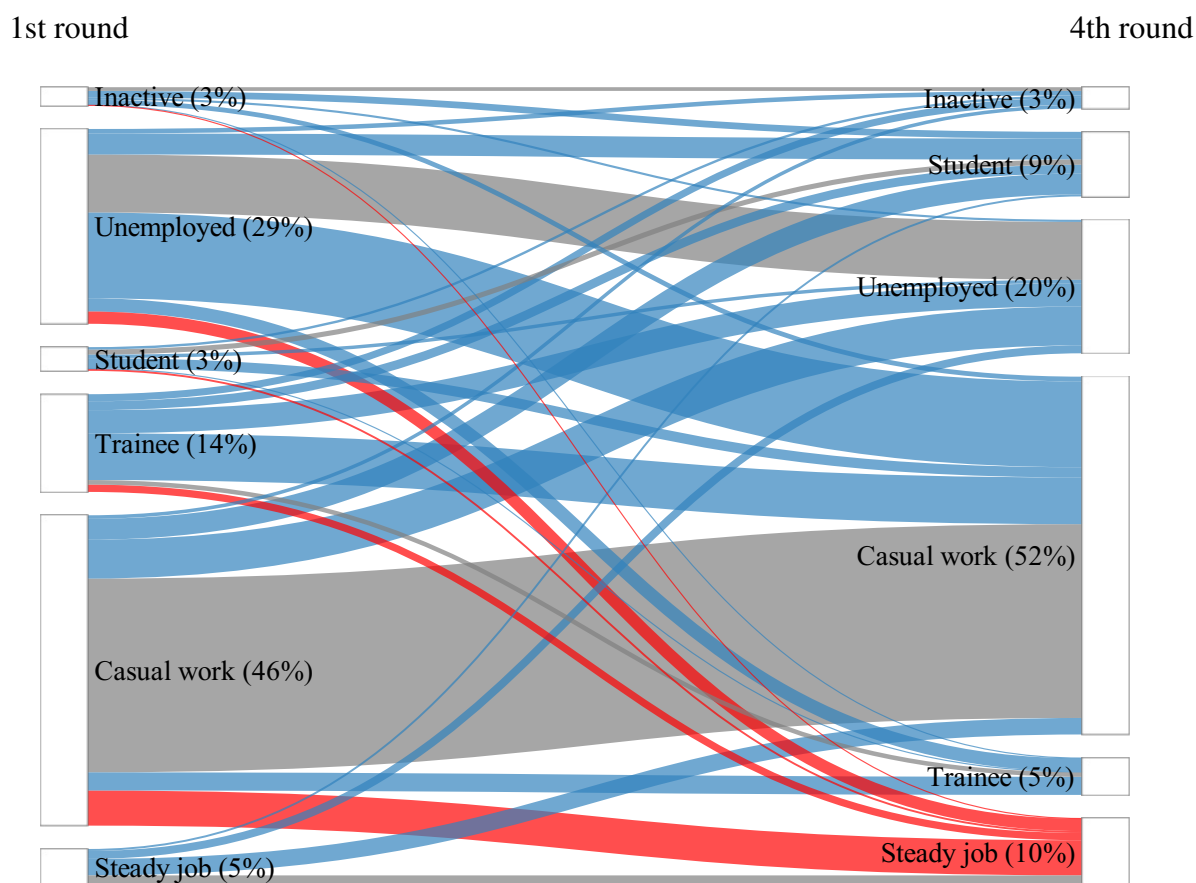 1st round
4th round
Inactive (3%)
Unemployed (29%)
Student (3%)
Trainee (14%)
Casual work (46%)
Steady job (5%)
Inactive (3%)
Student (9%)
Unemployed (20%)
Casual work (52%)
Trainee (5%)
Steady job (10%)